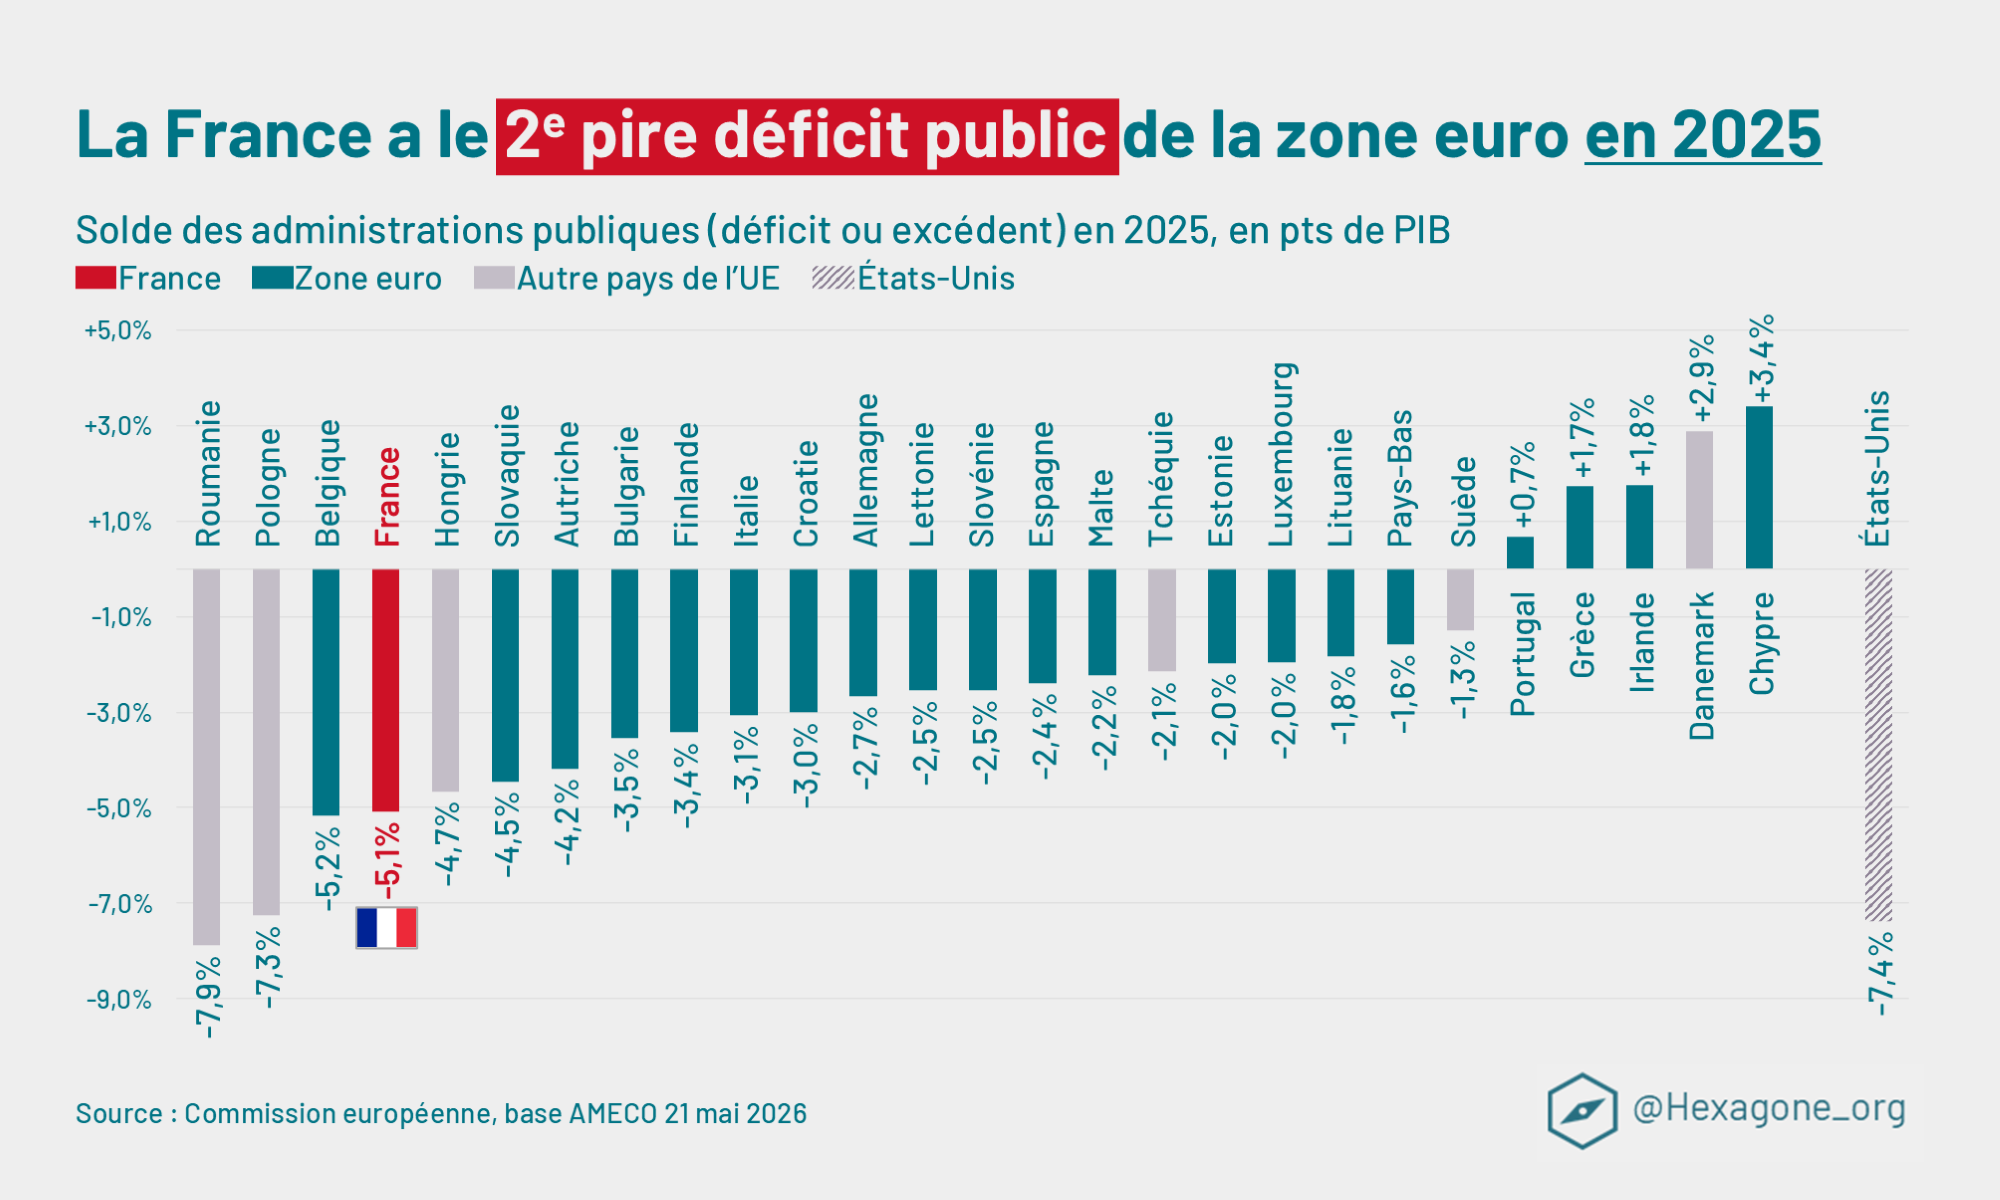 La France a le 2e pire déficit public de la zone euro en 2025
Solde des administrations publiques (déficit ou excédent) en 2025, en pts de PIB
France Zone euro Autre pays de l'UE États-Unis
+5,0%
+3,0%
+1,0%
-1,0%
-3,0%
-5,0%
-7,0%
-9,0%
Roumanie
-7,9%
Pologne
-7,3%
Belgique
-5,2%
France
-5,1%
Hongrie
-4,7%
Slovaquie
-4,5%
Autriche
-4,2%
Bulgarie
-3,5%
Finlande
-3,4%
Italie
-3,1%
Croatie
-3,0%
Allemagne
-2,7%
Lettonie
-2,5%
Slovénie
-2,5%
Espagne
-2,4%
Malte
-2,2%
Tchéquie
-2,1%
Estonie
-2,0%
Luxembourg
-2,0%
Lituanie
-1,8%
Pays-Bas
-1,6%
Suède
-1,3%
+0,7%
Portugal
+1,7%
Grèce
+1,8%
Irlande
+2,9%
Danemark
+3,4%
Chypre
États-Unis
-7,4%
Source : Commission européenne, base AMECO 21 mai 2026
@Hexagone_org